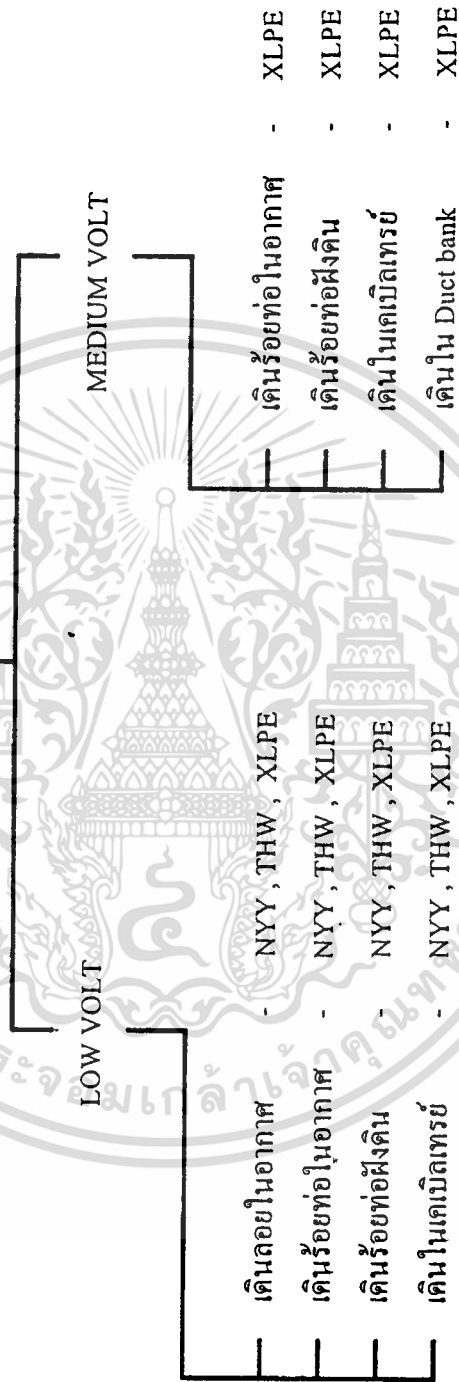 LOW VOLT
เดินลอยในอากาศ - NYY , THW , XLPE
เดินร้อยท่อในอากาศ - NYY , THW , XLPE
เดินร้อยท่อฝังดิน - NYY , THW , XLPE
เดินในเคเบิลเทรย์ - NYY , THW , XLPE
MEDIUM VOLT
เดินร้อยท่อในอากาศ - XLPE
เดินร้อยท่อฝังดิน - XLPE
เดินในเคเบิลเทรย์ - XLPE
เดินใน Duct bank - XLPE